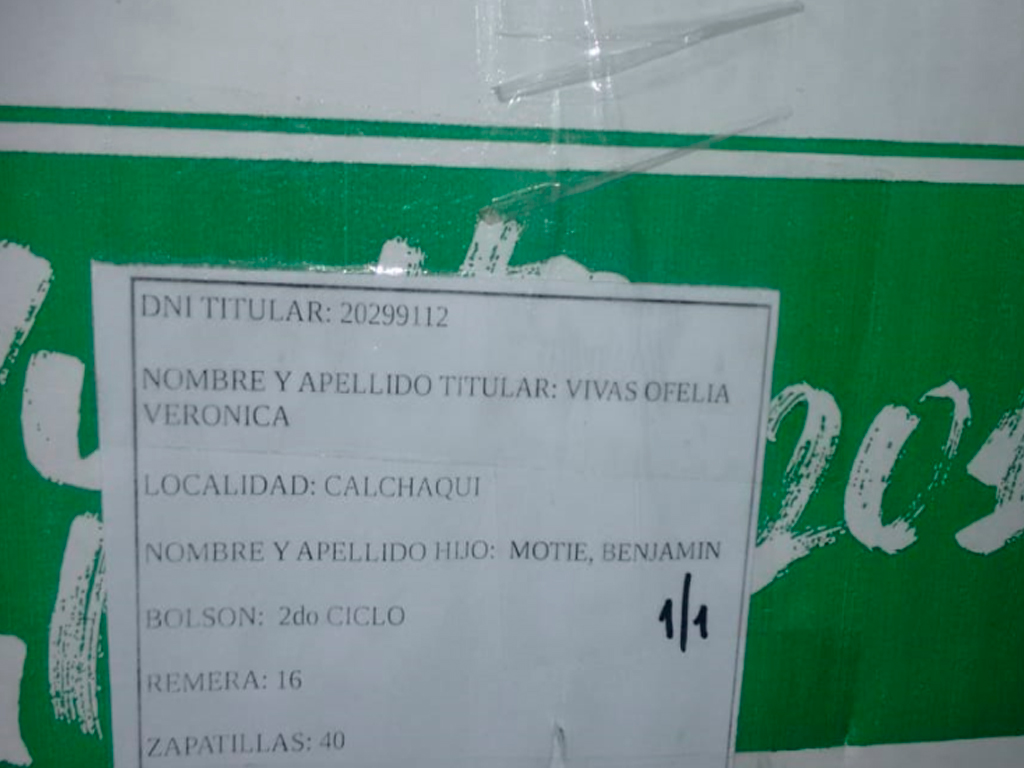 DNI TITULAR: 20299112
NOMBRE Y APELLIDO TITULAR: VIVAS OFELIA
VERONICA
LOCALIDAD: CALCHAQUI
NOMBRE Y APELLIDO HIJO: MOTIE, BENJAMIN
BOLSON: 2do CICLO
1/1
REMERA: 16
ZAPATILLAS: 40